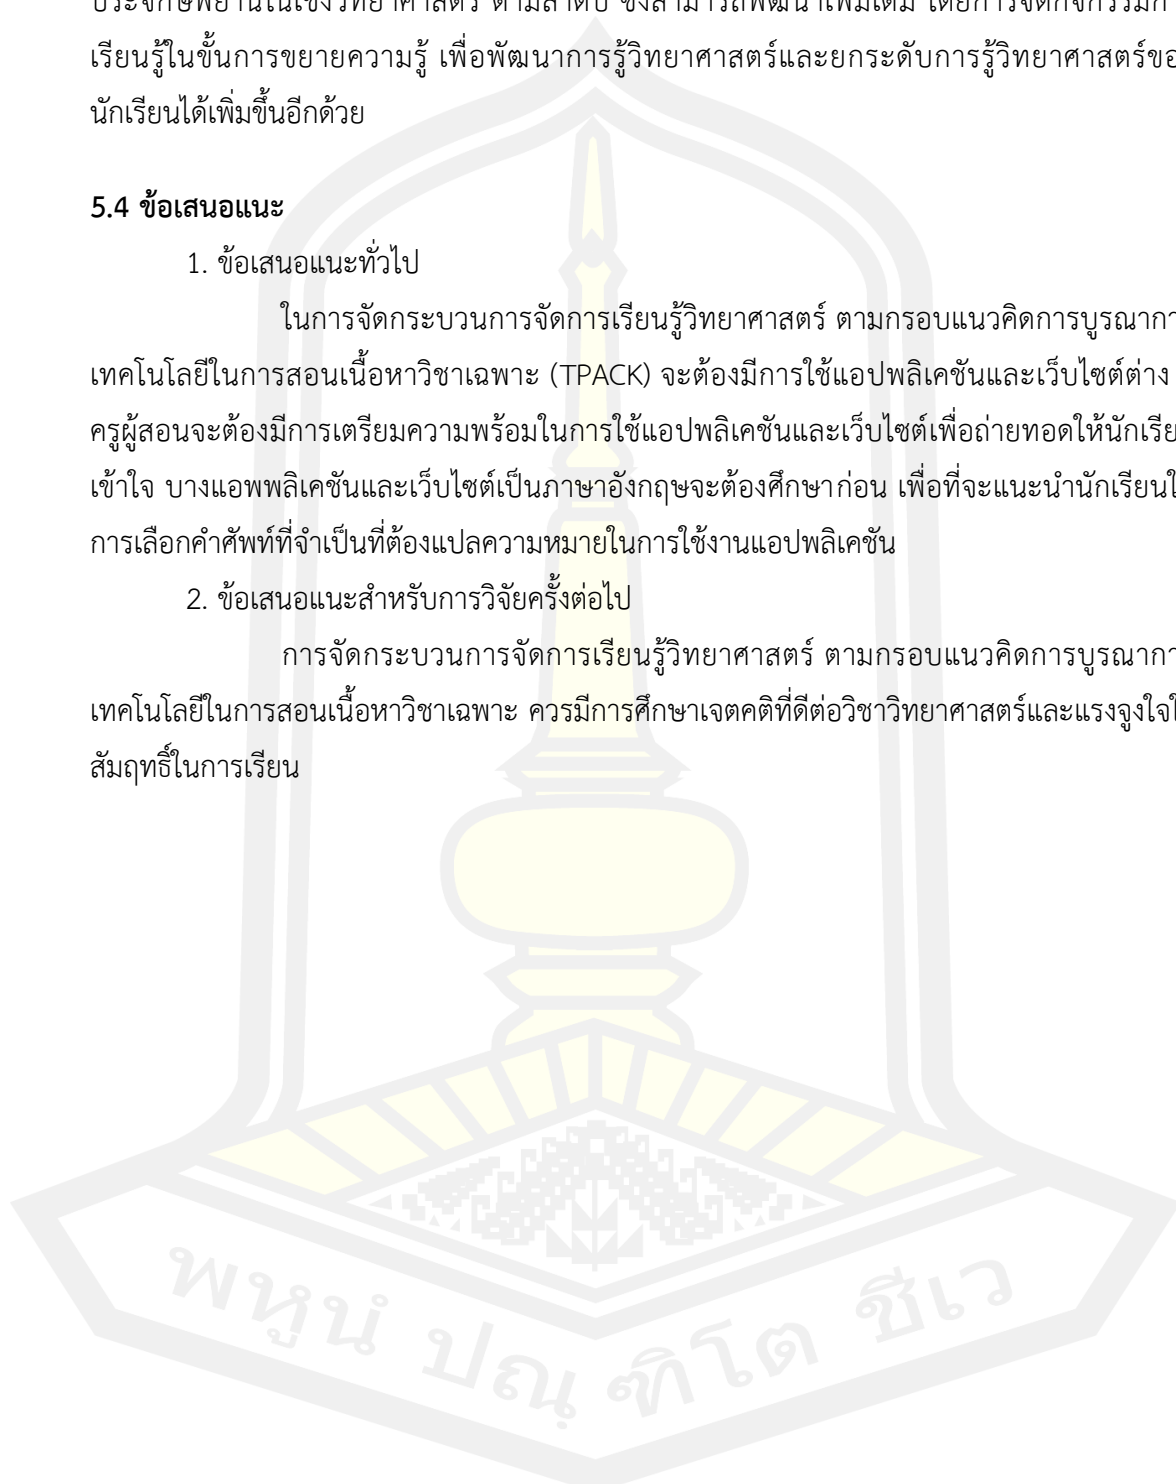 ประจักษ์พยานในเชิงวิทยาศาสตร์ ตามลำดับ ซึ่งสามารถพัฒนาเพิ่มเติม โดยการจัดกิจกรรมกา
เรียนรู้ในขั้นการขยายความรู้ เพื่อพัฒนาการรู้วิทยาศาสตร์และยกระดับการรู้วิทยาศาสตร์ขอ
นักเรียนได้เพิ่มขึ้นอีกด้วย
5.4 ข้อเสนอแนะ
1. ข้อเสนอแนะทั่วไป
ในการจัดกระบวนการจัดการเรียนรู้วิทยาศาสตร์ ตามกรอบแนวคิดการบูรณากา
เทคโนโลยีในการสอนเนื้อหาวิชาเฉพาะ (TPACK) จะต้องมีการใช้แอปพลิเคชันและเว็บไซต์ต่าง
ครูผู้สอนจะต้องมีการเตรียมความพร้อมในการใช้แอปพลิเคชันและเว็บไซต์เพื่อถ่ายทอดให้นักเรีย
เข้าใจ บางแอพพลิเคชันและเว็บไซต์เป็นภาษาอังกฤษจะต้องศึกษาก่อน เพื่อที่จะแนะนำนักเรียนใ
การเลือกคำศัพท์ที่จำเป็นที่ต้องแปลความหมายในการใช้งานแอปพลิเคชัน
2. ข้อเสนอแนะสำหรับการวิจัยครั้งต่อไป
การจัดกระบวนการจัดการเรียนรู้วิทยาศาสตร์ ตามกรอบแนวคิดการบูรณากา
เทคโนโลยีในการสอนเนื้อหาวิชาเฉพาะ ควรมีการศึกษาเจตคติที่ดีต่อวิชาวิทยาศาสตร์และแรงจูงใจใ
สัมฤทธิ์ในการเรียน
พหูนํ ปณฺฑิโต ชีเว